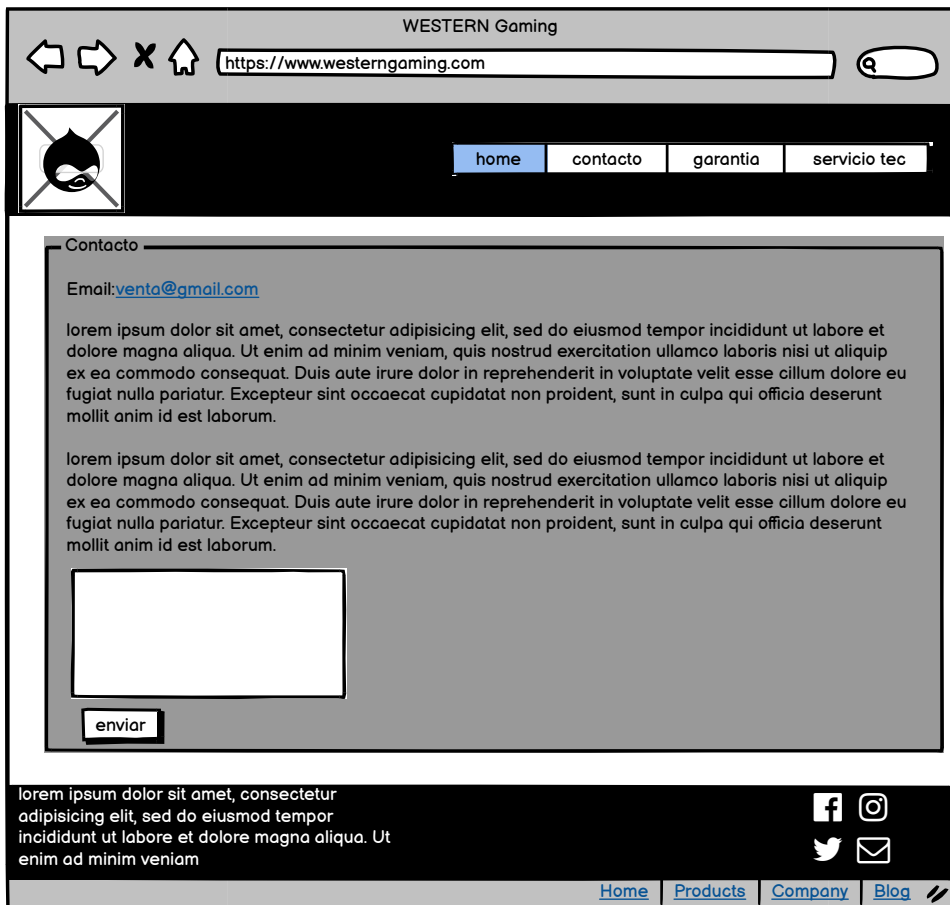 WESTERN Gaming
https://www.westerngaming.com
home contacto garantia servicio tec
Contacto
Email:venta@gmail.com
lorem ipsum dolor sit amet, consectetur adipisicing elit, sed do eiusmod tempor incididunt ut labore et
dolore magna aliqua. Ut enim ad minim veniam, quis nostrud exercitation ullamco laboris nisi ut aliquip
ex ea commodo consequat. Duis aute irure dolor in reprehenderit in voluptate velit esse cillum dolore eu
fugiat nulla pariatur. Excepteur sint occaecat cupidatat non proident, sunt in culpa qui officia deserunt
mollit anim id est laborum.
lorem ipsum dolor sit amet, consectetur adipisicing elit, sed do eiusmod tempor incididunt ut labore et
dolore magna aliqua. Ut enim ad minim veniam, quis nostrud exercitation ullamco laboris nisi ut aliquip
ex ea commodo consequat. Duis aute irure dolor in reprehenderit in voluptate velit esse cillum dolore eu
fugiat nulla pariatur. Excepteur sint occaecat cupidatat non proident, sunt in culpa qui officia deserunt
mollit anim id est laborum.
enviar
lorem ipsum dolor sit amet, consectetur
adipisicing elit, sed do eiusmod tempor
incididunt ut labore et dolore magna aliqua. Ut
enim ad minim veniam
Home Products Company Blog